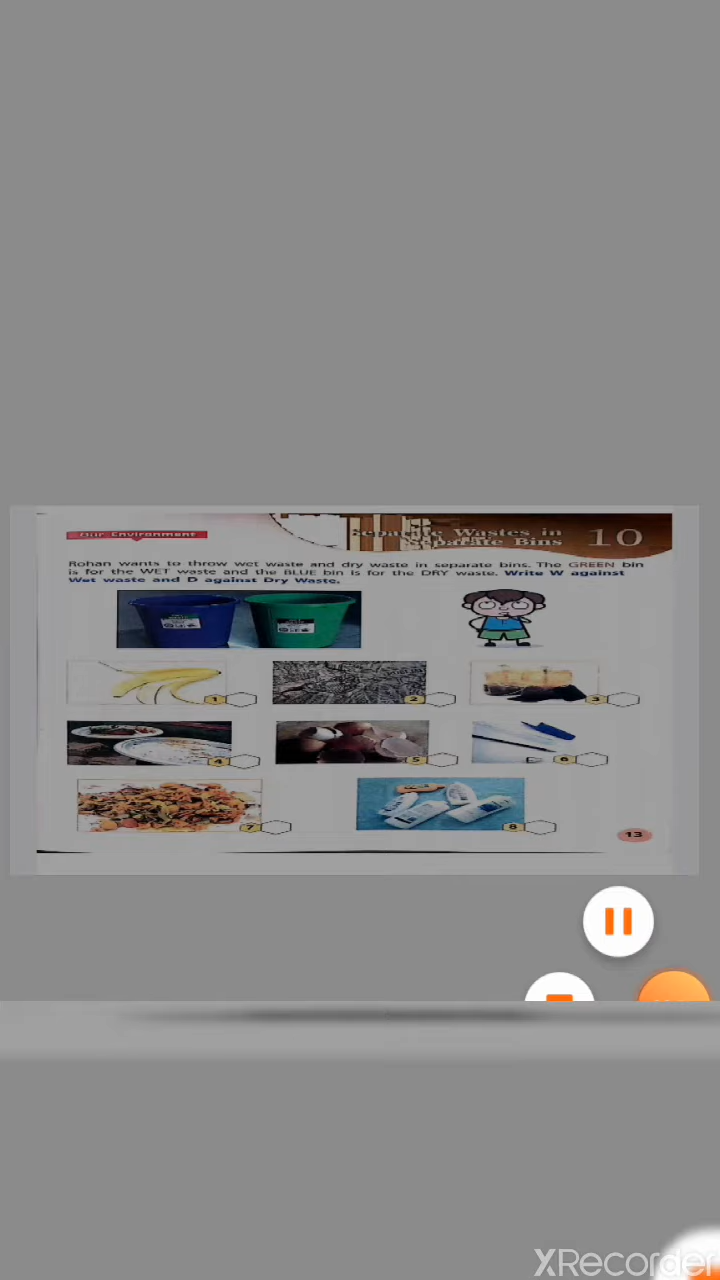 Our Environment
Separate Wastes in
Separate Bins
10
Rohan wants to throw wet waste and dry waste in separate bins. The GREEN bin
is for the WET waste and the BLUE bin is for the DRY waste. Write W against
Wet waste and D against Dry Waste.
1
2
3
4
5
6
7
8
13
XRecorder